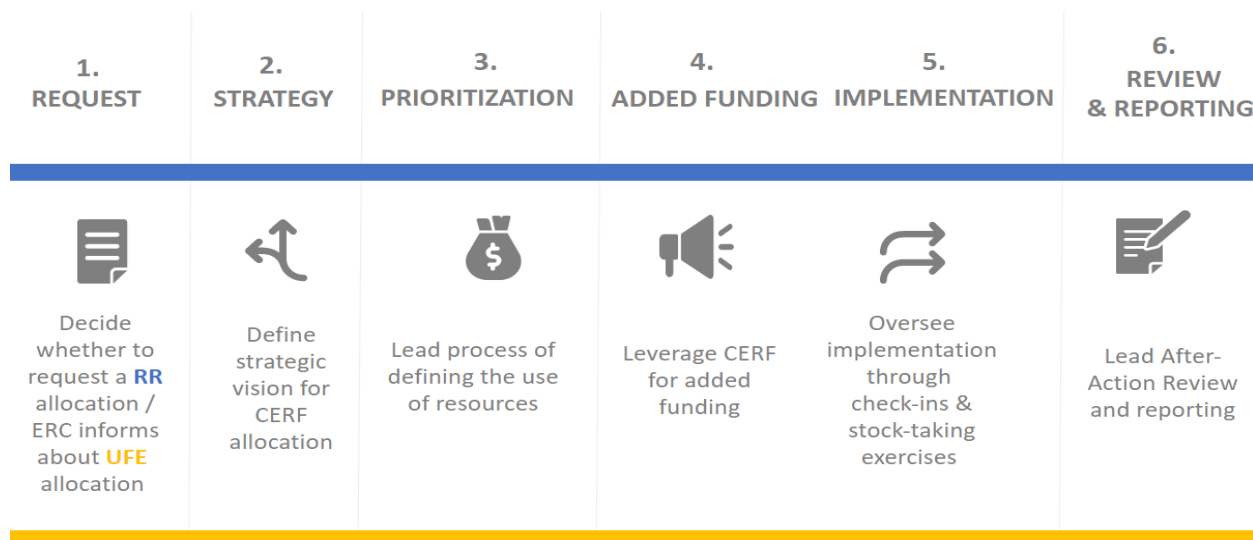 1.
REQUEST
2.
STRATEGY
3.
PRIORITIZATION
4.
ADDED FUNDING
5.
IMPLEMENTATION
6.
REVIEW
& REPORTING
Decide
whether to
request a RR
allocation /
ERC informs
about UFE
allocation
Define
strategic
vision for
CERF
allocation
$
Lead process of
defining the use
of resources
Leverage CERF
for added
funding
Oversee
implementation
through
check-ins &
stock-taking
exercises
Lead After-
Action Review
and reporting